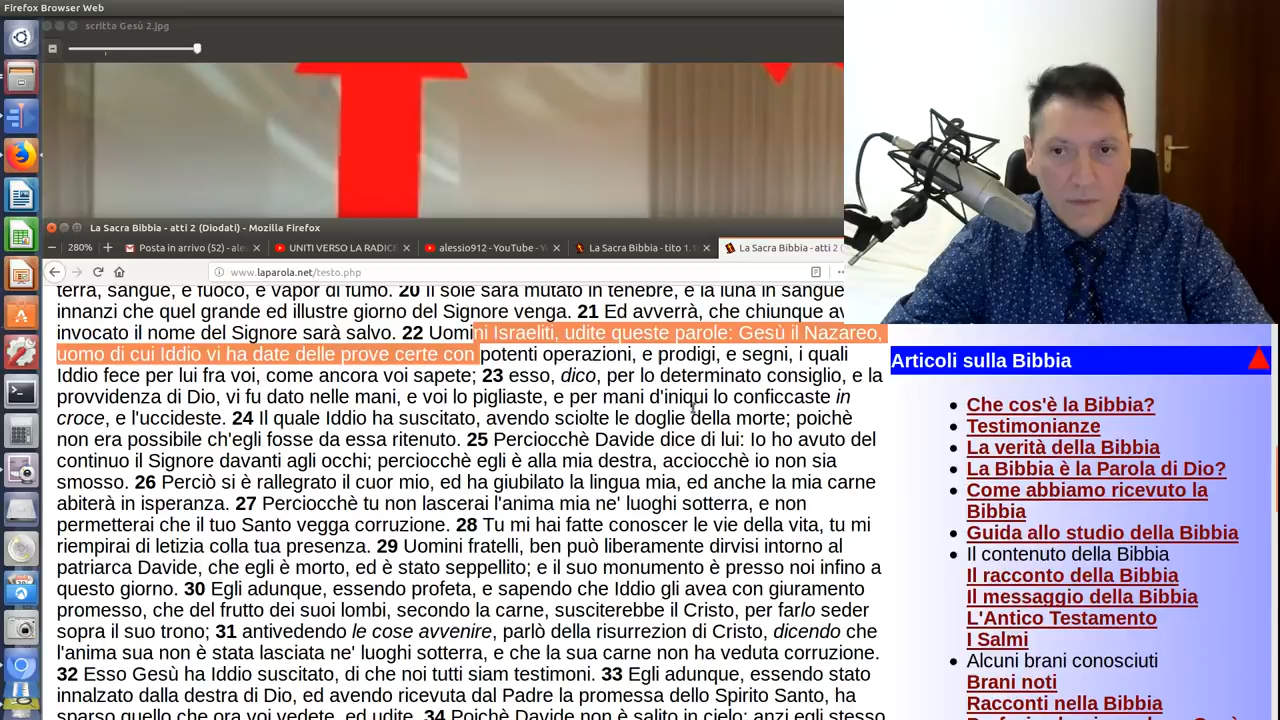 Firefox Browser Web
scritta Gesù 2.jpg
La Sacra Bibbia - atti 2 (Diodati) - Mozilla Firefox
280% Posta in arrivo (52) - ale UNITI VERSO LA RADICE alessio912 - YouTube - La Sacra Bibbia - tito 1.1 La Sacra Bibbia - atti 2 (
www.laparola.net/testo.php
terra, sangue, e fuoco, e vapor di fumo. 20 Il sole sarà mutato in tenebre, e la luna in sangue
innanzi che quel grande ed illustre giorno del Signore venga. 21 Ed avverrà, che chiunque av
invocato il nome del Signore sarà salvo. 22 Uomini Israeliti, udite queste parole: Gesù il Nazareo,
uomo di cui Iddio vi ha date delle prove certe con potenti operazioni, e prodigi, e segni, i quali
Iddio fece per lui fra voi, come ancora voi sapete; 23 esso, dico, per lo determinato consiglio, e la
provvidenza di Dio, vi fu dato nelle mani, e voi lo pigliaste, e per mani d'iniqui lo conficcaste in
croce, e l'uccideste. 24 Il quale Iddio ha suscitato, avendo sciolte le doglie della morte; poichè
non era possibile ch'egli fosse da essa ritenuto. 25 Perciocchè Davide dice di lui: Io ho avuto del
continuo il Signore davanti agli occhi; perciocchè egli è alla mia destra, acciocchè io non sia
smosso. 26 Perciò si è rallegrato il cuor mio, ed ha giubilato la lingua mia, ed anche la mia carne
abiterà in isperanza. 27 Perciocchè tu non lascerai l'anima mia ne' luoghi sotterra, e non
permetterai che il tuo Santo vegga corruzione. 28 Tu mi hai fatte conoscer le vie della vita, tu mi
riempirai di letizia colla tua presenza. 29 Uomini fratelli, ben può liberamente dirvisi intorno al
patriarca Davide, ch'egli è morto, ed è stato seppellito; e il suo monumento è presso noi infino a
questo giorno. 30 Egli adunque, essendo profeta, e sapendo che Iddio gli avea con giuramento
promesso, che del frutto dei suoi lombi, secondo la carne, susciterebbe il Cristo, per farlo seder
sopra il suo trono; 31 antivedendo le cose avvenire, parlò della risurrezion di Cristo, dicendo che
l'anima sua non è stata lasciata ne' luoghi sotterra, e che la sua carne non ha veduta corruzione.
32 Esso Gesù ha Iddio suscitato, di che noi tutti siam testimoni. 33 Egli adunque, essendo stato
innalzato dalla destra di Dio, ed avendo ricevuta dal Padre la promessa dello Spirito Santo, ha
sparso quello che ora voi vedete, ed udite. 34 Poichè Davide non è salito in cielo; anzi egli stesso
Articoli sulla Bibbia
Che cos'è la Bibbia?
Testimonianze
La verità della Bibbia
La Bibbia è la Parola di Dio?
Come abbiamo ricevuto la
Bibbia
Guida allo studio della Bibbia
Il contenuto della Bibbia
Il racconto della Bibbia
Il messaggio della Bibbia
L'Antico Testamento
I Salmi
Alcuni brani conosciuti
Brani noti
Racconti nella Bibbia